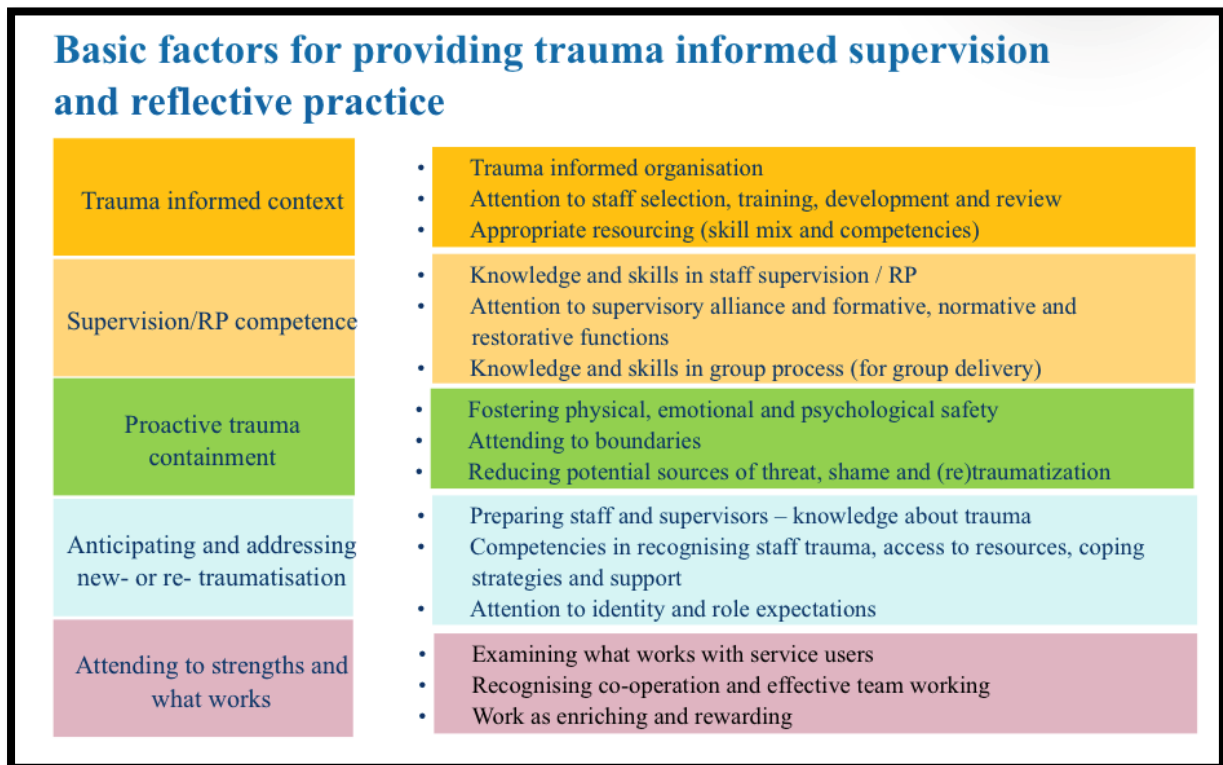 Basic factors for providing trauma informed supervision
and reflective practice
Trauma informed context
• Trauma informed organisation
• Attention to staff selection, training, development and review
• Appropriate resourcing (skill mix and competencies)
Supervision/RP competence
• Knowledge and skills in staff supervision / RP
• Attention to supervisory alliance and formative, normative and
restorative functions
• Knowledge and skills in group process (for group delivery)
Proactive trauma
containment
• Fostering physical, emotional and psychological safety
• Attending to boundaries
• Reducing potential sources of threat, shame and (re)traumatization
Anticipating and addressing
new- or re- traumatisation
• Preparing staff and supervisors – knowledge about trauma
• Competencies in recognising staff trauma, access to resources, coping
strategies and support
• Attention to identity and role expectations
Attending to strengths and
what works
• Examining what works with service users
• Recognising co-operation and effective team working
• Work as enriching and rewarding